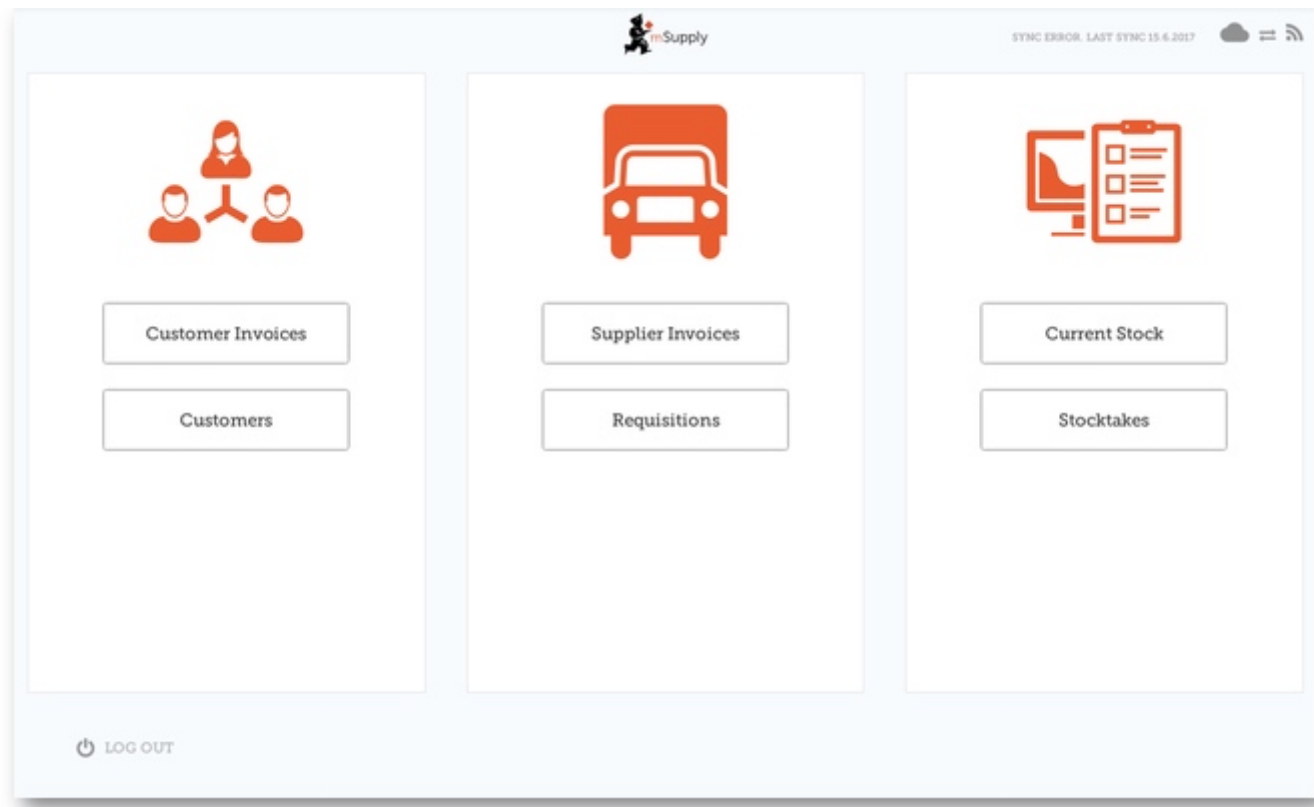 mSupply
SYNC ERROR. LAST SYNC 15.6.2017
Customer Invoices
Customers
Supplier Invoices
Requisitions
Current Stock
Stocktakes
LOG OUT